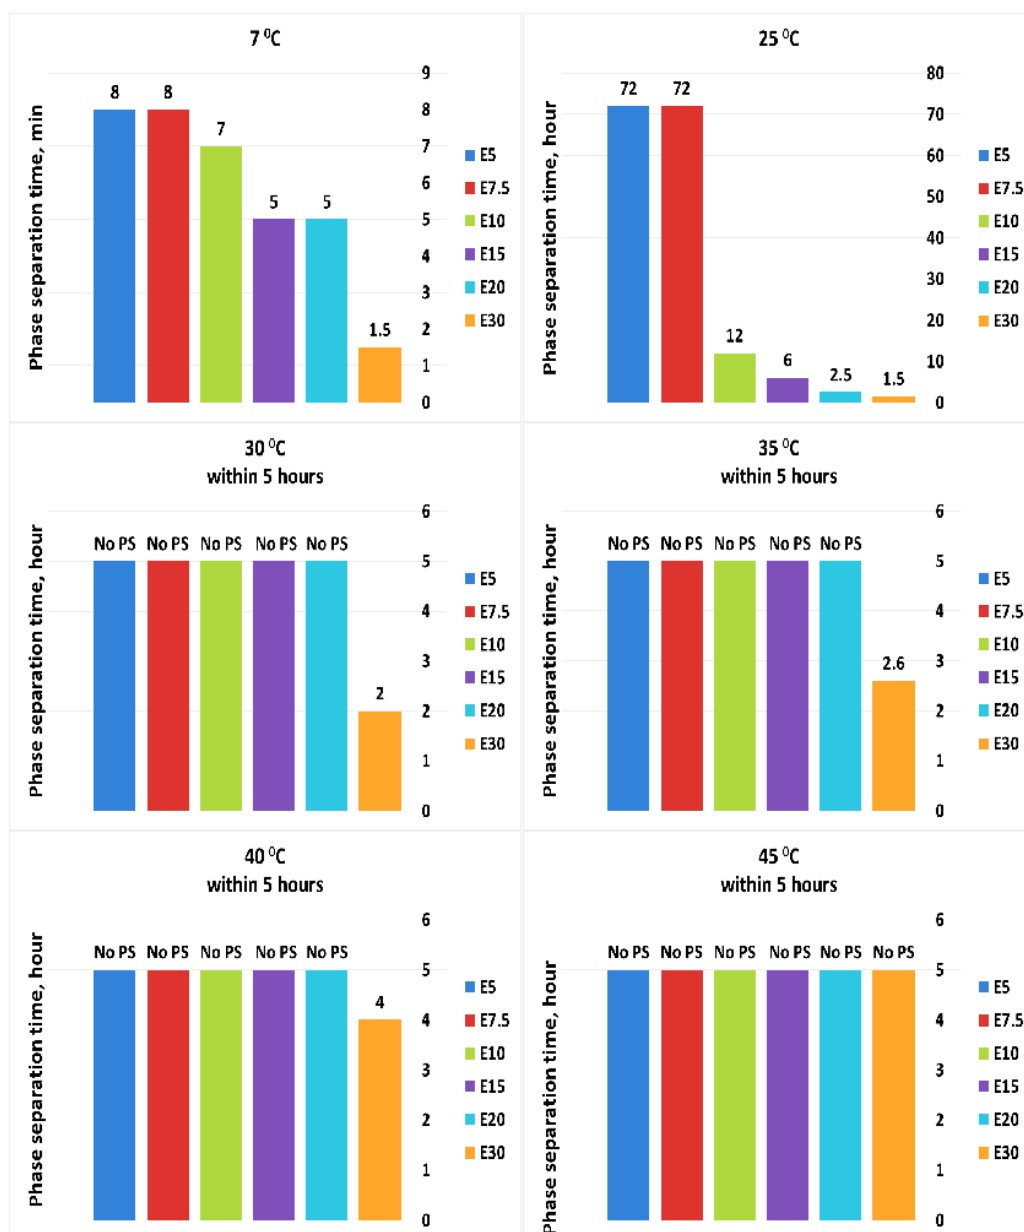 7 ⁰C
Phase separation time, min
9
8
7
6
5
4
3
2
1
0
8
8
7
5
5
1.5
E5
E7.5
E10
E15
E20
E30
25 ⁰C
Phase separation time, hour
80
70
60
50
40
30
20
10
0
72
72
12
6
2.5
1.5
E5
E7.5
E10
E15
E20
E30
30 ⁰C
within 5 hours
Phase separation time, hour
6
5
4
3
2
1
0
No PS No PS No PS No PS No PS
2
E5
E7.5
E10
E15
E20
E30
35 ⁰C
within 5 hours
Phase separation time, hour
6
5
4
3
2
1
0
No PS No PS No PS No PS No PS
2.6
E5
E7.5
E10
E15
E20
E30
40 ⁰C
within 5 hours
Phase separation time, hour
6
5
4
3
2
1
0
No PS No PS No PS No PS No PS
4
E5
E7.5
E10
E15
E20
E30
45 ⁰C
within 5 hours
Phase separation time, hour
6
5
4
3
2
1
0
No PS No PS No PS No PS No PS No PS
E5
E7.5
E10
E15
E20
E30